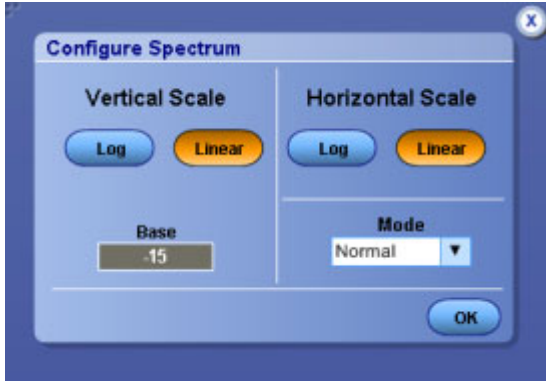 X
Configure Spectrum
Vertical Scale
Horizontal Scale
Log Linear
Log Linear
Base
-15
Mode
Normal
OK